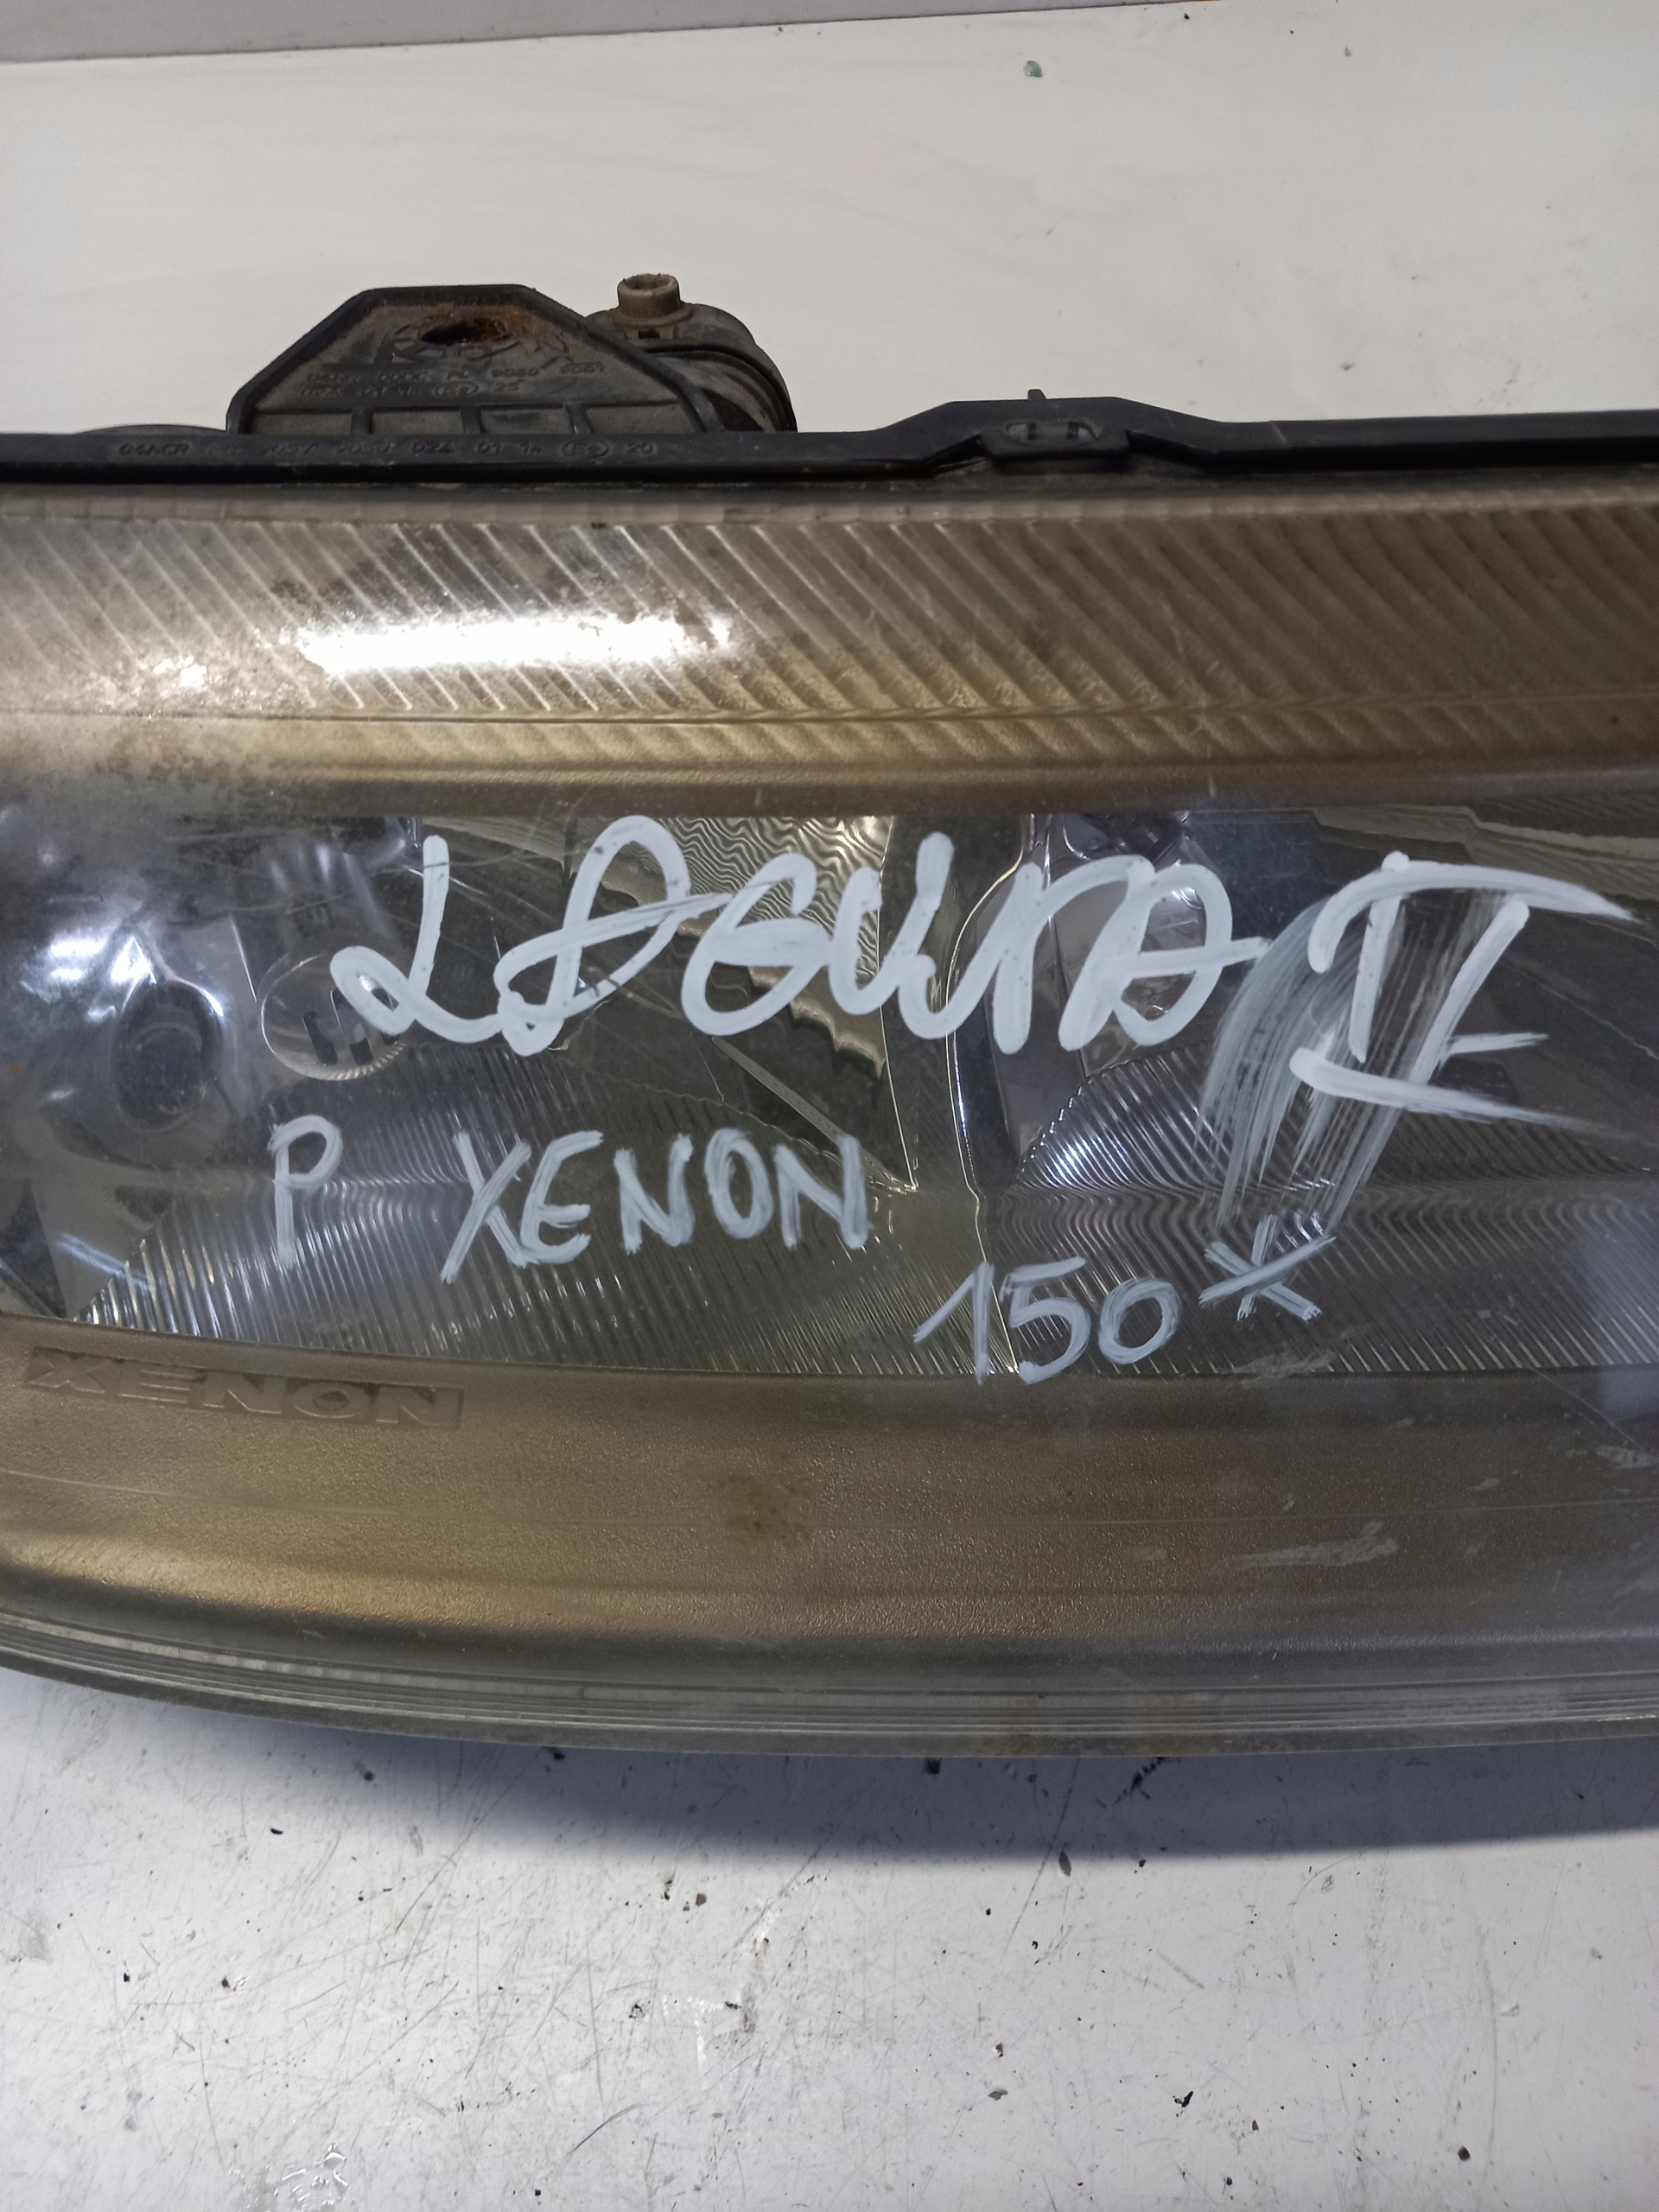 LAGUNA II
P XENON
150 X
XENON